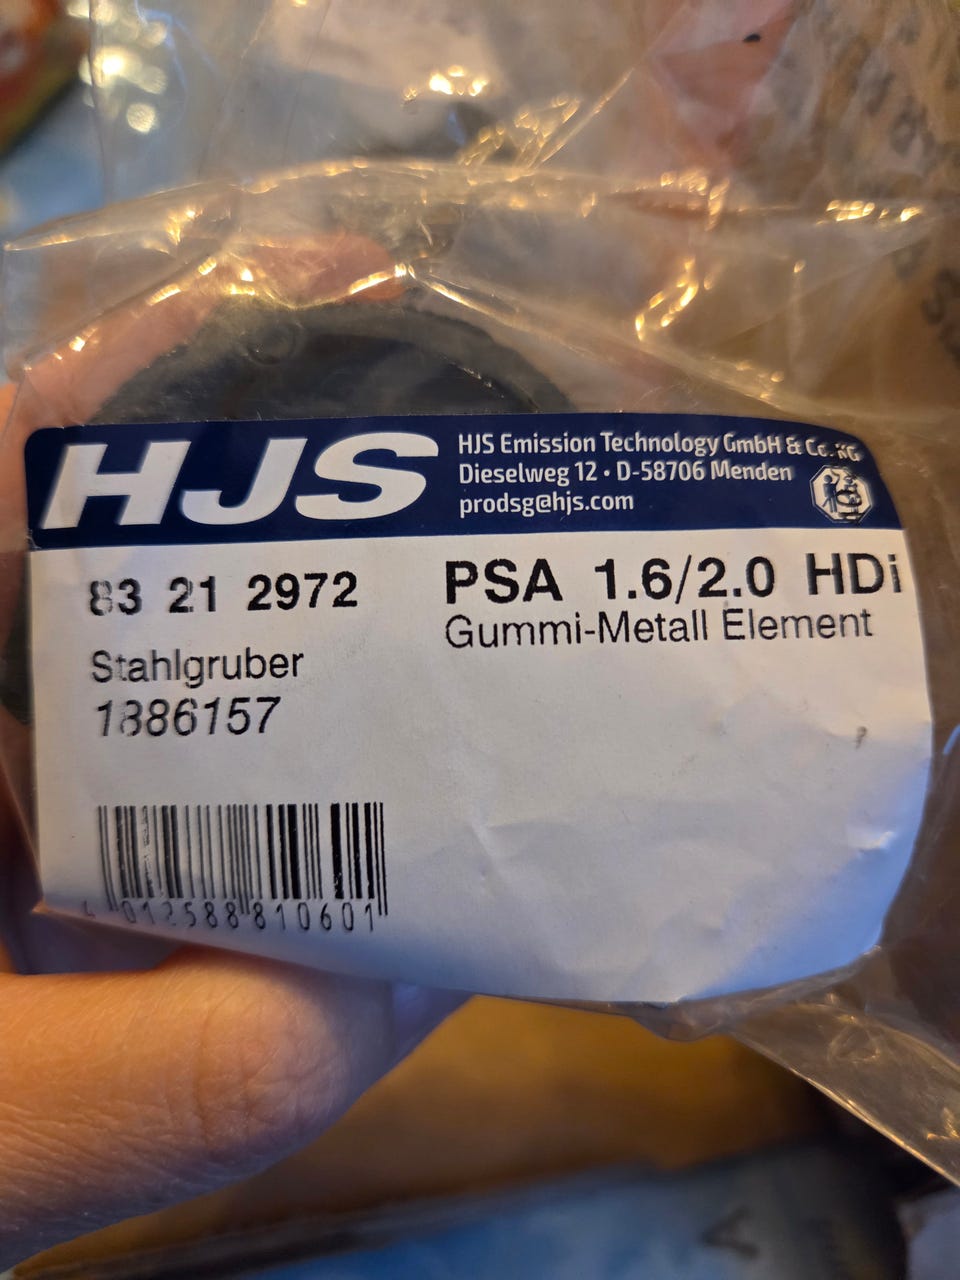 HJS
HJS Emission Technology GmbH & Co. KG
Dieselweg 12 • D-58706 Menden
prodsg@hjs.com
83 21 2972
PSA 1.6/2.0 HDi
Gummi-Metall Element
Stahlgruber
1886157
4 012588 810601